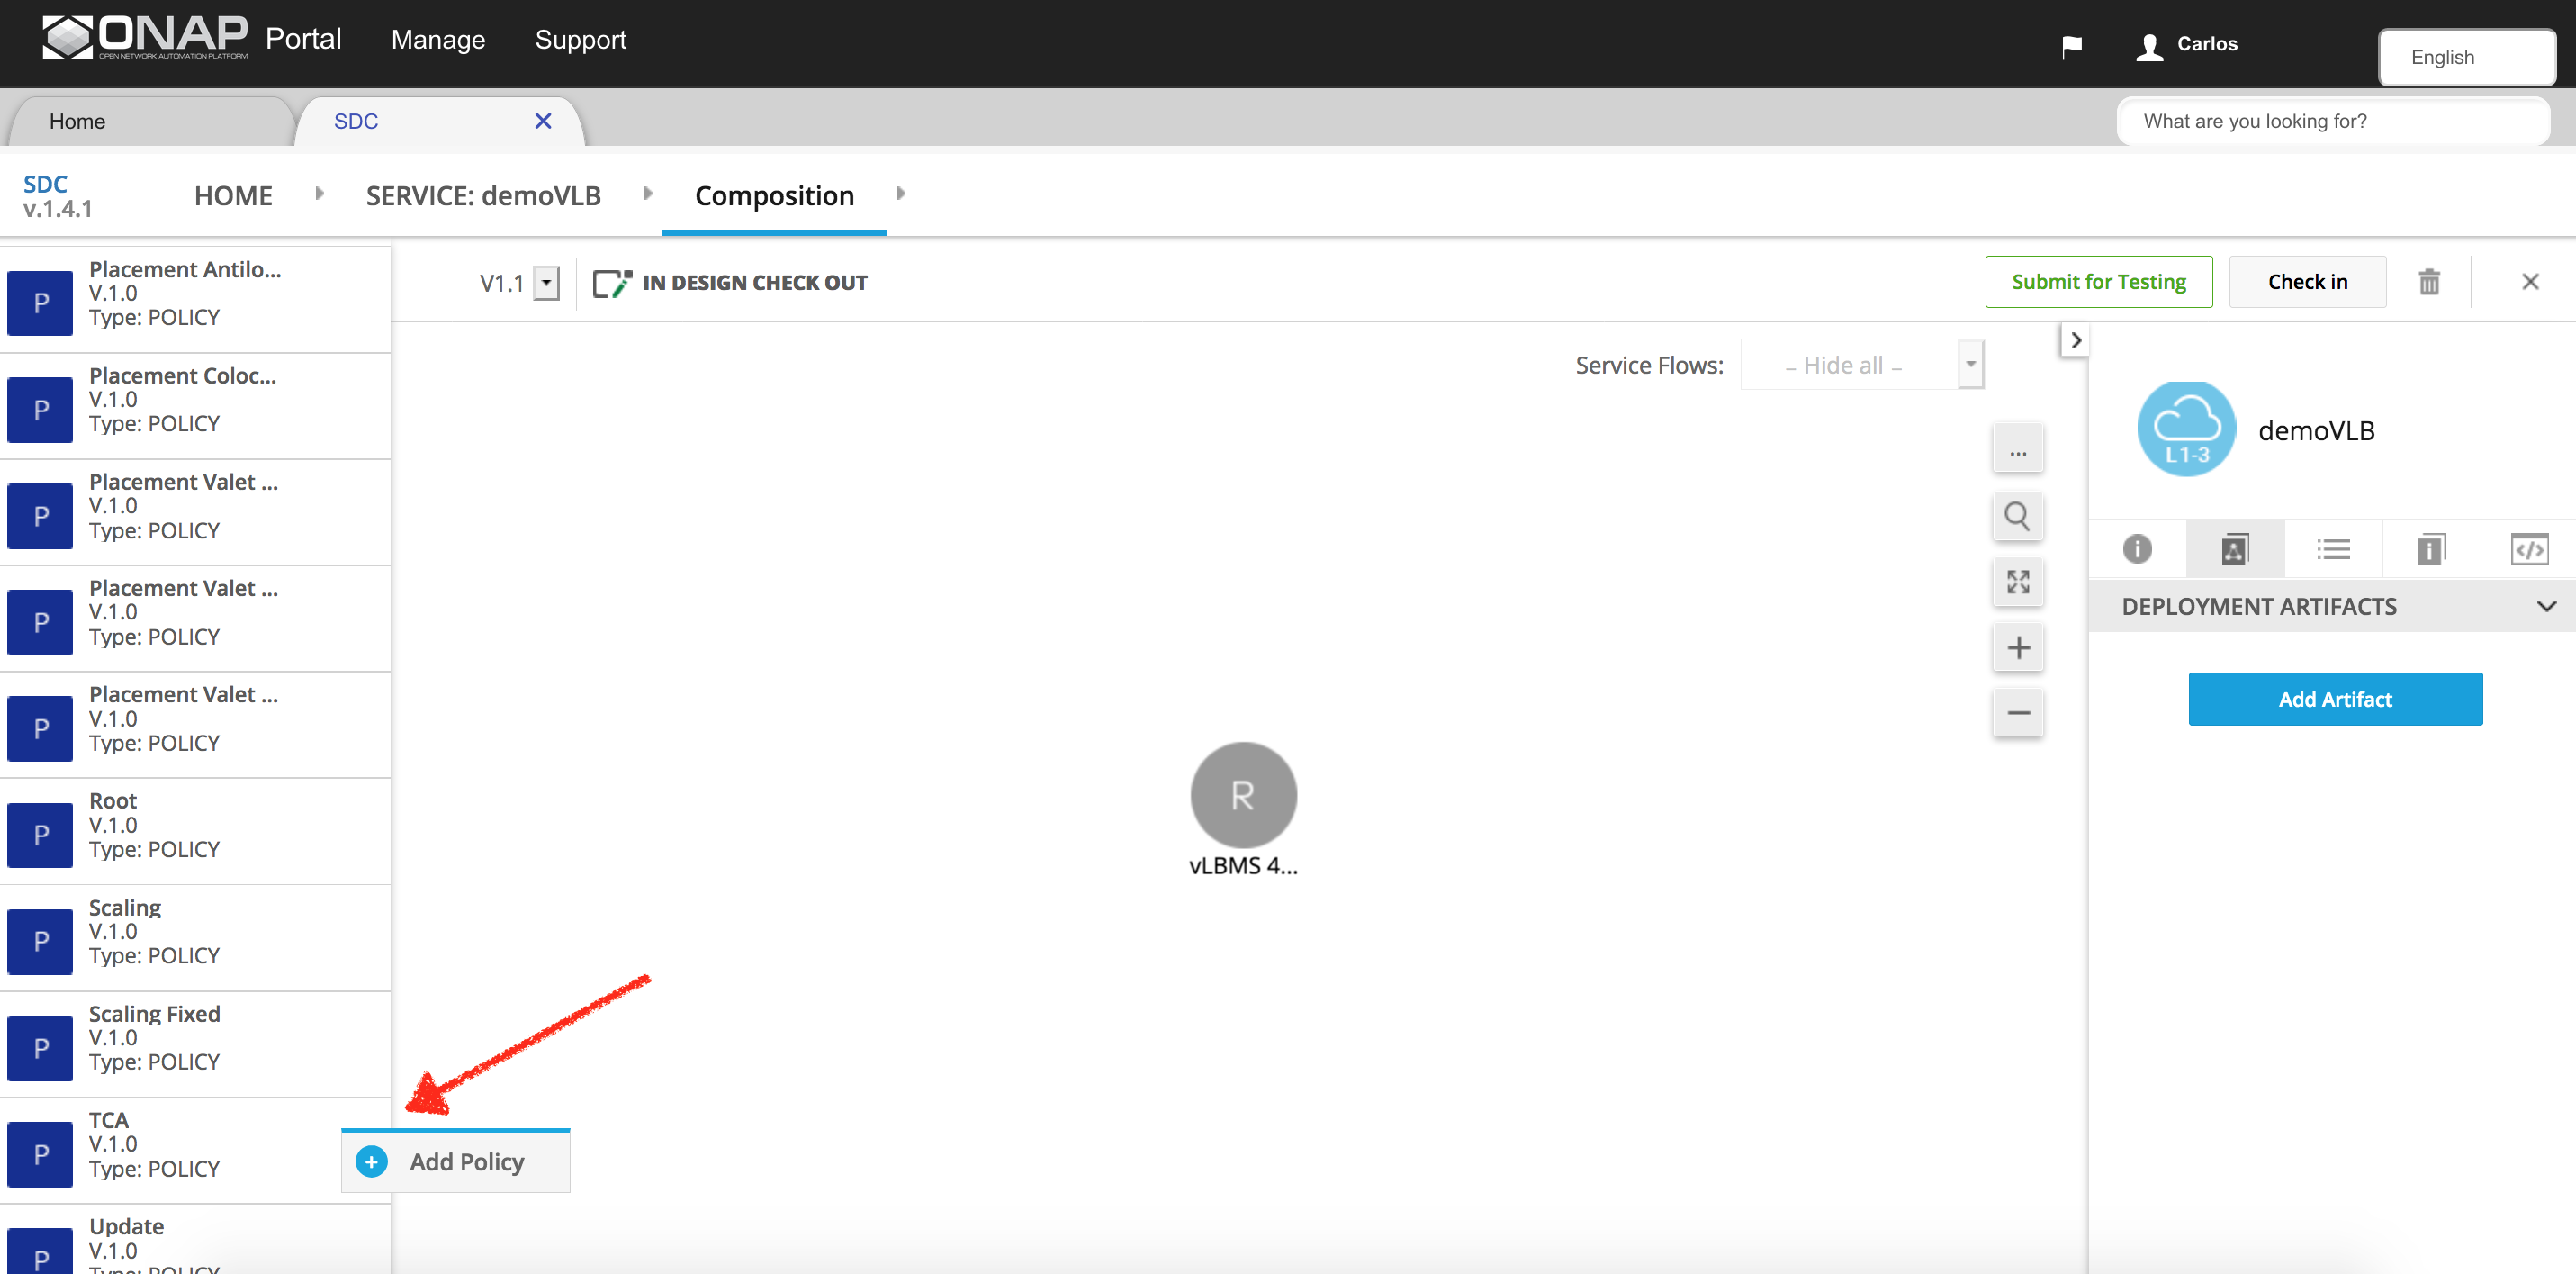 ONAP Portal Manage Support
OPEN NETWORK AUTOMATION PLATFORM
Carlos
English
Home
SDC
What are you looking for?
SDC
v.1.4.1
HOME
SERVICE: demoVLB
Composition
Placement Antilo...
V.1.0
Type: POLICY
P
Placement Coloc...
V.1.0
Type: POLICY
P
Placement Valet ...
V.1.0
Type: POLICY
P
Placement Valet ...
V.1.0
Type: POLICY
P
Placement Valet ...
V.1.0
Type: POLICY
P
Root
V.1.0
Type: POLICY
P
Scaling
V.1.0
Type: POLICY
P
Scaling Fixed
V.1.0
Type: POLICY
P
TCA
V.1.0
Type: POLICY
P
Add Policy
Update
V.1.0
Type: POLICY
P
V1.1
IN DESIGN CHECK OUT
Submit for Testing
Check in
Service Flows:
– Hide all –
...
R
vLBMS 4...
L1-3
demoVLB
DEPLOYMENT ARTIFACTS
Add Artifact